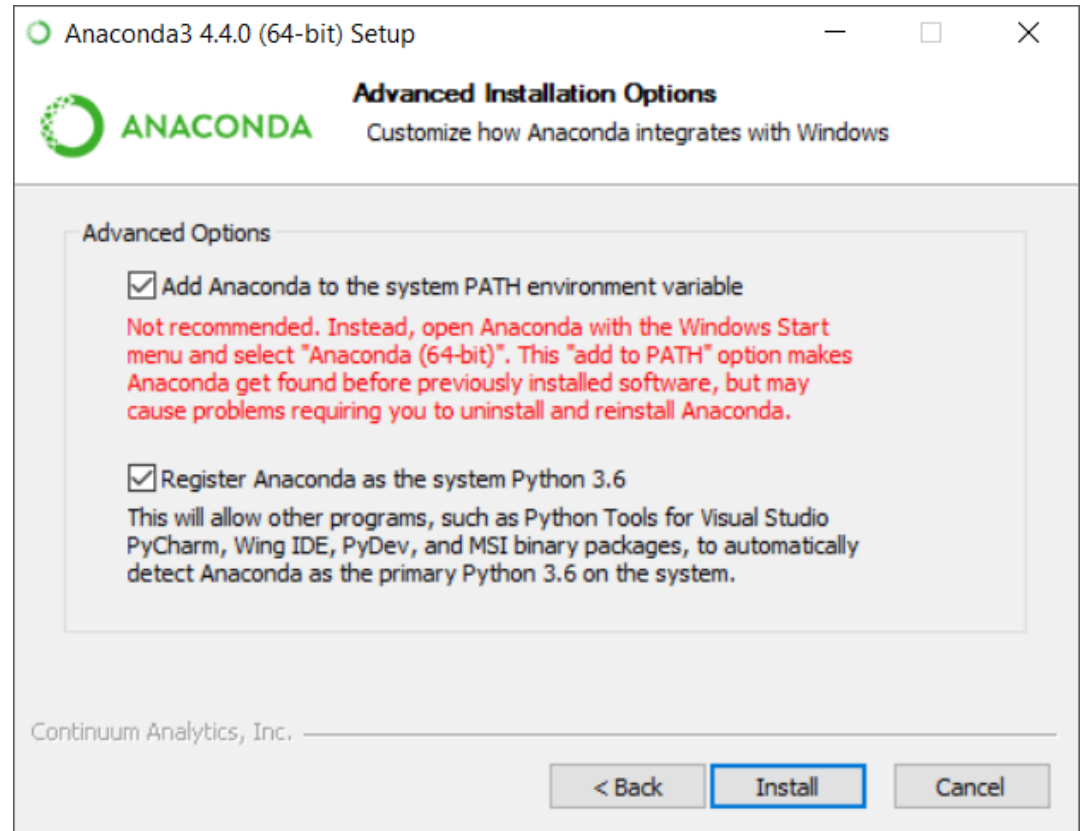 Anaconda3 4.4.0 (64-bit) Setup
ANACONDA
Advanced Installation Options
Customize how Anaconda integrates with Windows
Advanced Options
Add Anaconda to the system PATH environment variable
Not recommended. Instead, open Anaconda with the Windows Start
menu and select "Anaconda (64-bit)". This "add to PATH" option makes
Anaconda get found before previously installed software, but may
cause problems requiring you to uninstall and reinstall Anaconda.
Register Anaconda as the system Python 3.6
This will allow other programs, such as Python Tools for Visual Studio
PyCharm, Wing IDE, PyDev, and MSI binary packages, to automatically
detect Anaconda as the primary Python 3.6 on the system.
Continuum Analytics, Inc.
< Back
Install
Cancel